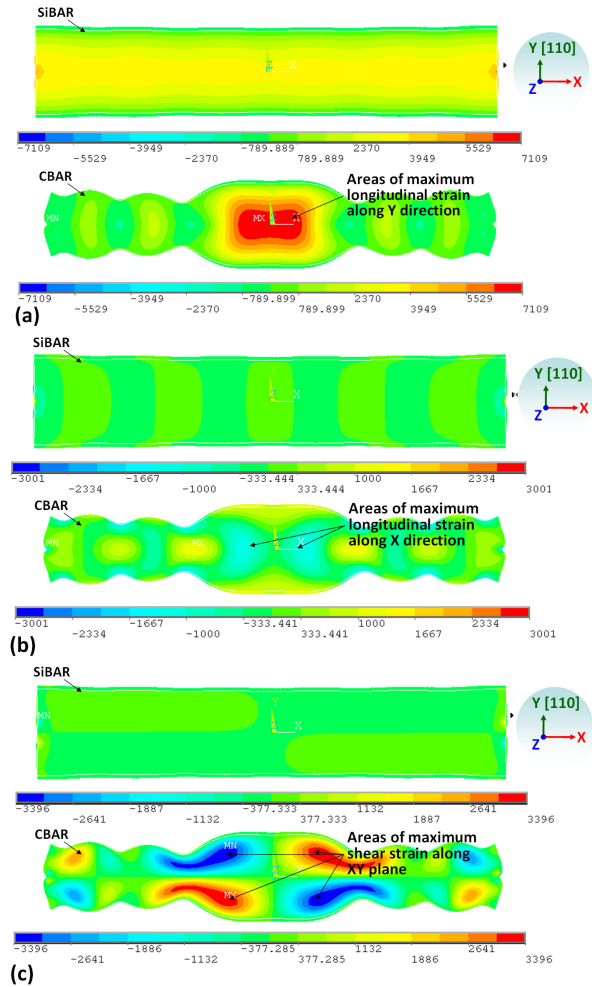 SiBAR
Y [110]
Z X
Z X
-7109 -3949 -789.889 2370 5529
-5529 -2370 789.889 3949 7109
CBAR
Areas of maximum
longitudinal strain
along Y direction
MN MX X
-7109 -3949 -789.899 2370 5529
-5529 -2370 789.899 3949 7109
(a)
SiBAR
Y [110]
Y
X
Z X
-3001 -1667 -333.444 1000 2334
-2334 -1000 333.444 1667 3001
CBAR
Areas of maximum
longitudinal strain
along X direction
MN MX X
-3001 -1667 -333.441 1000 2334
-2334 -1000 333.441 1667 3001
(b)
SiBAR
Y [110]
Y
MN X
Z X
-3396 -1887 -377.333 1132 2641
-2641 -1132 377.333 1887 3396
CBAR
Areas of maximum
shear strain along
XY plane
MN
MX
-3396 -1886 -377.285 1132 2641
-2641 -1132 377.285 1886 3396
(c)